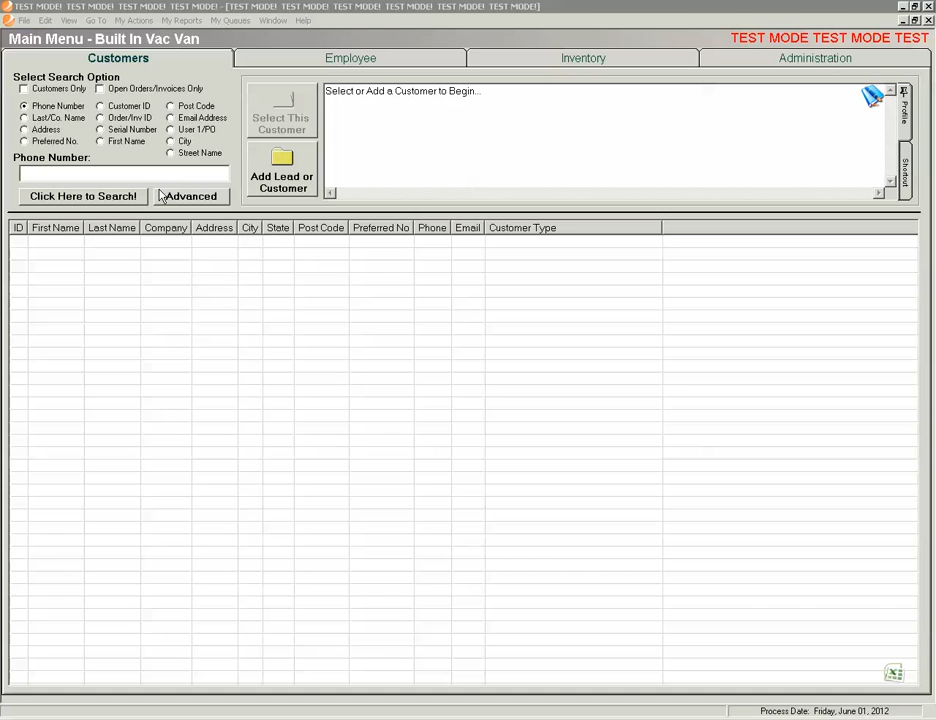 TEST MODE! TEST MODE! TEST MODE! TEST MODE! TEST MODE! - [TEST MODE! TEST MODE! TEST MODE! TEST MODE! TEST MODE! TEST MODE!]
File Edit View Go To My Actions My Reports My Queues Window Help
Main Menu - Built In Vac Van
TEST MODE TEST MODE TEST
Customers Employee Inventory Administration
Select Search Option
Customers Only Open Orders/Invoices Only
Phone Number Customer ID Post Code
Last/Co. Name Order/Inv ID Email Address
Address Serial Number User 1/PO
Preferred No. First Name City
Street Name
Phone Number:
Click Here to Search! Advanced
Select This
Customer
Add Lead or
Customer
Select or Add a Customer to Begin...
Profile
Shortcut
ID First Name Last Name Company Address City State Post Code Preferred No Phone Email Customer Type
Process Date: Friday, June 01, 2012